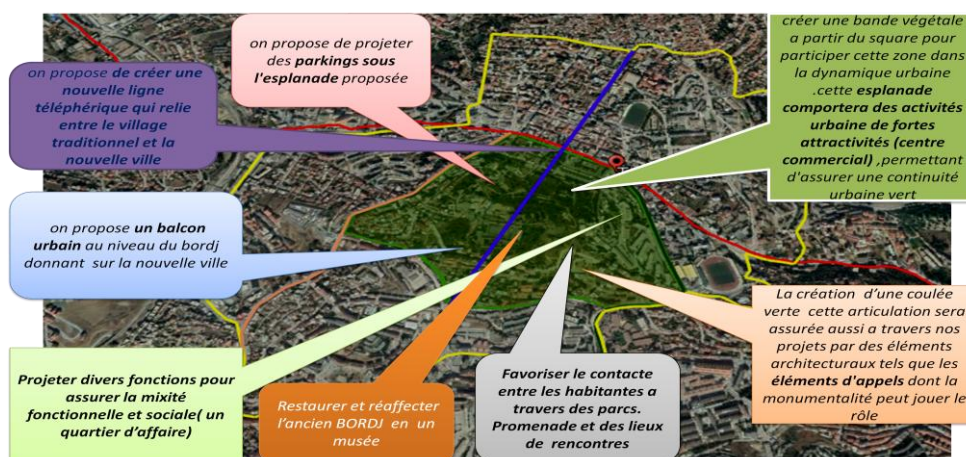 on propose de projeter
des parkings sous
l'esplanade proposée
créer une bande végétale
a partir du square pour
participer cette zone dans
la dynamique urbaine
.cette esplanade
comportera des activités
urbaine de fortes
attractivités (centre
commercial) ,permettant
d'assurer une continuité
urbaine vert
on propose de créer une
nouvelle ligne
téléphérique qui relie
entre le village
traditionnel et la
nouvelle ville
on propose un balcon
urbain au niveau du bordj
donnant sur la nouvelle ville
La création d'une coulée
verte cette articulation sera
assurée aussi a travers nos
projets par des éléments
architecturaux tels que les
éléments d'appels dont la
monumentalité peut jouer le
rôle
Projeter divers fonctions pour
assurer la mixité
fonctionnelle et sociale( un
quartier d'affaire)
Restaurer et réaffecter
l'ancien BORDJ en un
musée
Favoriser le contacte
entre les habitantes a
travers des parcs.
Promenade et des lieux
de rencontres